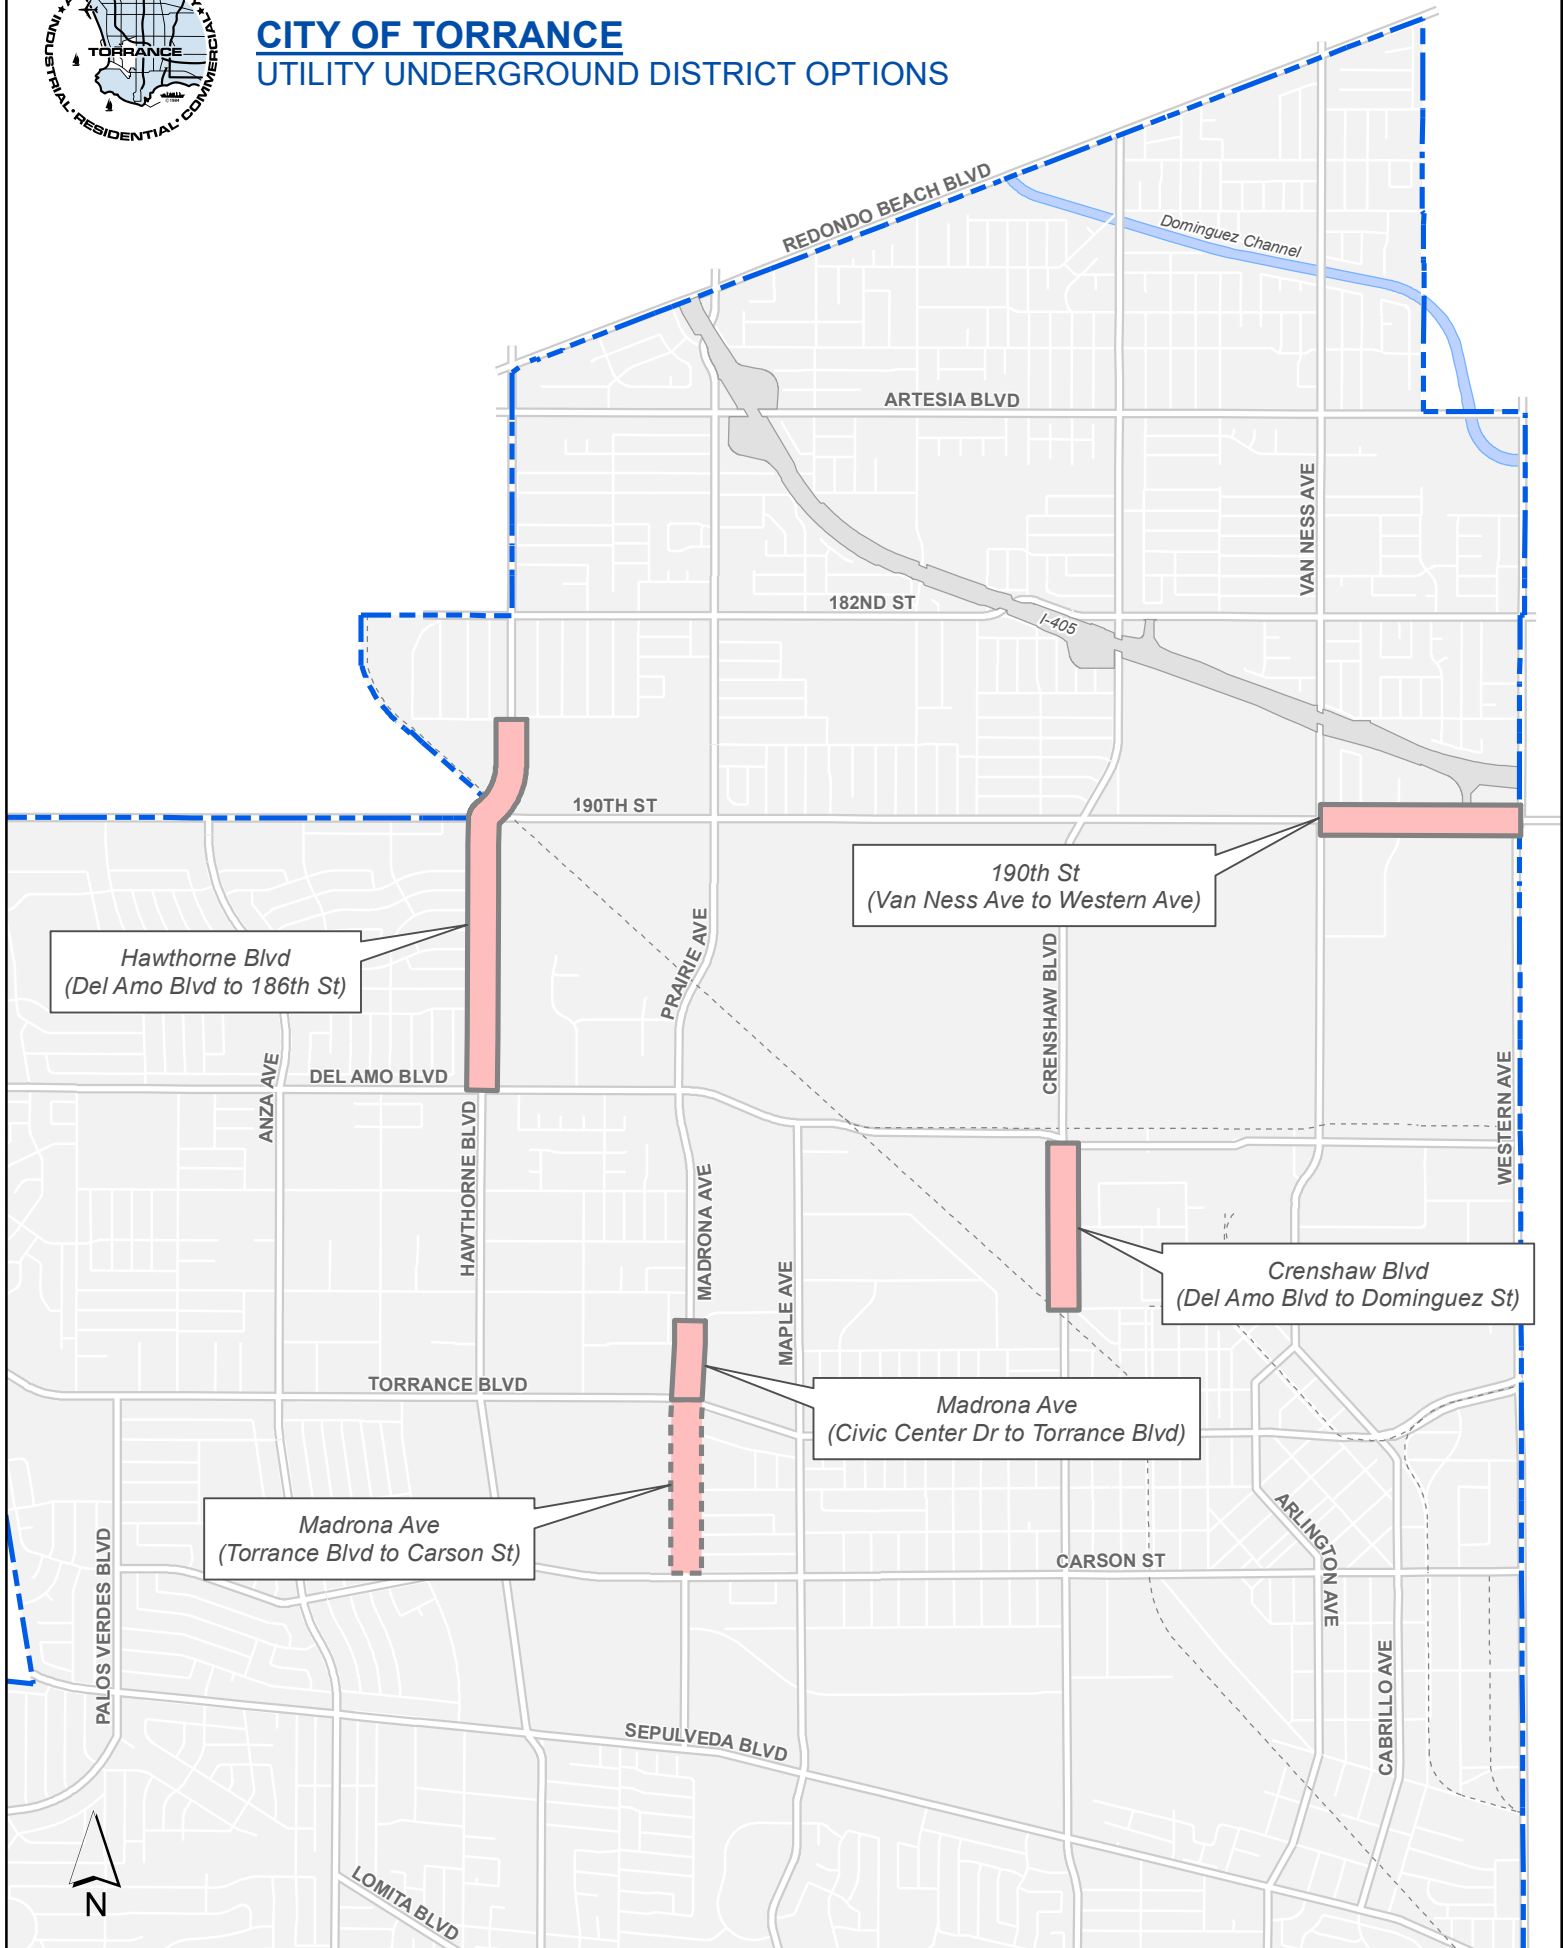 TORRANCE
©1984
INDUSTRIAL • RESIDENTIAL • COMMERCIAL
CITY OF TORRANCE
UTILITY UNDERGROUND DISTRICT OPTIONS
REDONDO BEACH BLVD
Dominguez Channel
ARTESIA BLVD
VAN NESS AVE
182ND ST
I-405
190TH ST
190th St
(Van Ness Ave to Western Ave)
Hawthorne Blvd
(Del Amo Blvd to 186th St)
PRAIRIE AVE
CRENSHAW BLVD
ANZA AVE
DEL AMO BLVD
HAWTHORNE BLVD
WESTERN AVE
MADRONA AVE
MAPLE AVE
Crenshaw Blvd
(Del Amo Blvd to Dominguez St)
TORRANCE BLVD
Madrona Ave
(Civic Center Dr to Torrance Blvd)
Madrona Ave
(Torrance Blvd to Carson St)
ARLINGTON AVE
CARSON ST
PALOS VERDES BLVD
CABRILLO AVE
SEPULVEDA BLVD
LOMITA BLVD
N